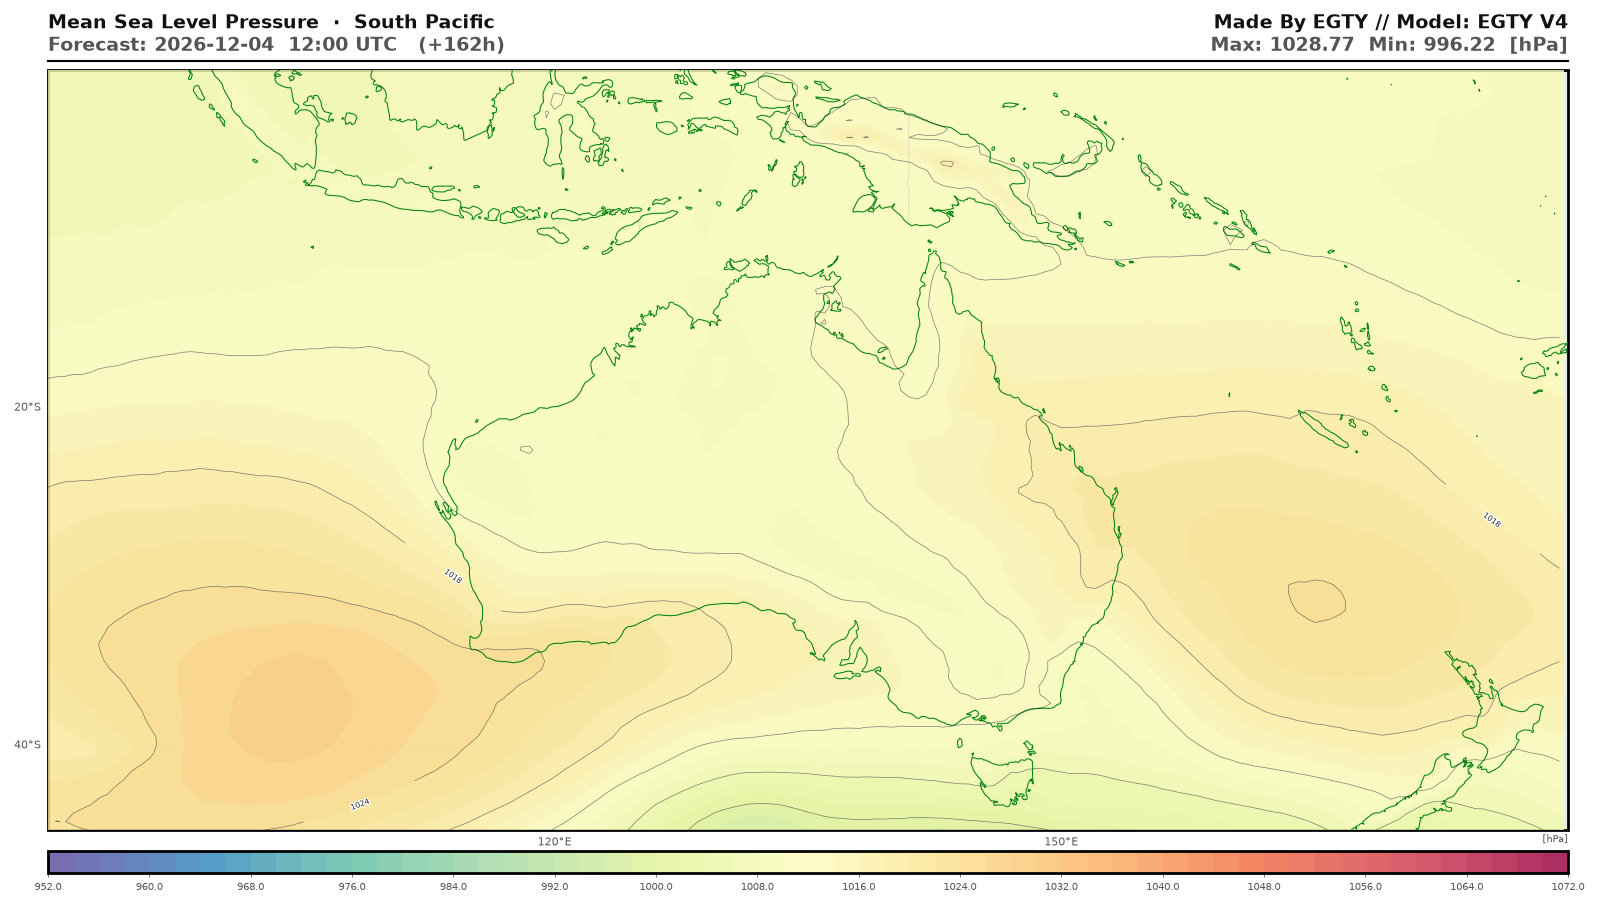 Mean Sea Level Pressure · South Pacific
Made By EGTY // Model: EGTY V4
Forecast: 2026-12-04 12:00 UTC (+162h)
Max: 1028.77 Min: 996.22 [hPa]
20°S
1018
1018
40°S
1024
120°E
150°E
[hPa]
952.0
960.0
968.0
976.0
984.0
992.0
1000.0
1008.0
1016.0
1024.0
1032.0
1040.0
1048.0
1056.0
1064.0
1072.0